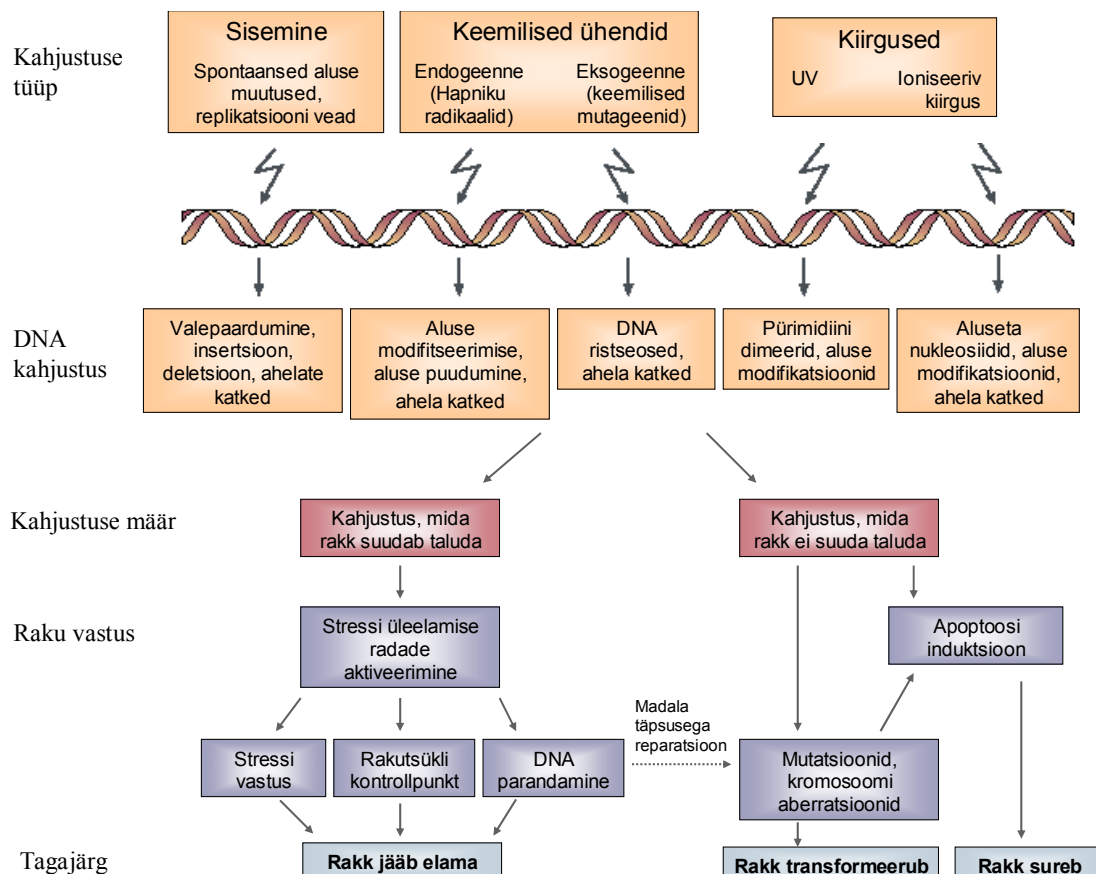 Kahjustuse
tüüp
Sisemine
Spontaansed aluse
muutused,
replikatsiooni vead
Keemilised ühendid
Endogeenne
(Hapniku
radikaalid)
Eksogeenne
(keemilised
mutageenid)
Kiirgused
UV
Ioniseeriv
kiirgus
DNA
kahjustus
Valepaardumine,
insertsioon,
deletsioon, ahelate
katked
Aluse
modifitseerimise,
aluse puudumine,
ahela katked
DNA
ristseosed,
ahela katked
Pürimidiini
dimeerid, aluse
modifikatsioonid
Aluseta
nukleosiidid, aluse
modifikatsioonid,
ahela katked
Kahjustuse määr
Kahjustus, mida
rakk suudab taluda
Kahjustus, mida
rakk ei suuda taluda
Raku vastus
Stressi üleelamise
radade
aktiveerimine
Apoptoosi
induktsioon
Stressi
vastus
Rakutsükli
kontrollpunkt
DNA
parandamine
Madala
täpsusega
reparatsioon
Mutatsioonid,
kromosoomi
aberratsioonid
Tagajärg
Rakk jääb elama
Rakk transformeerub
Rakk sureb